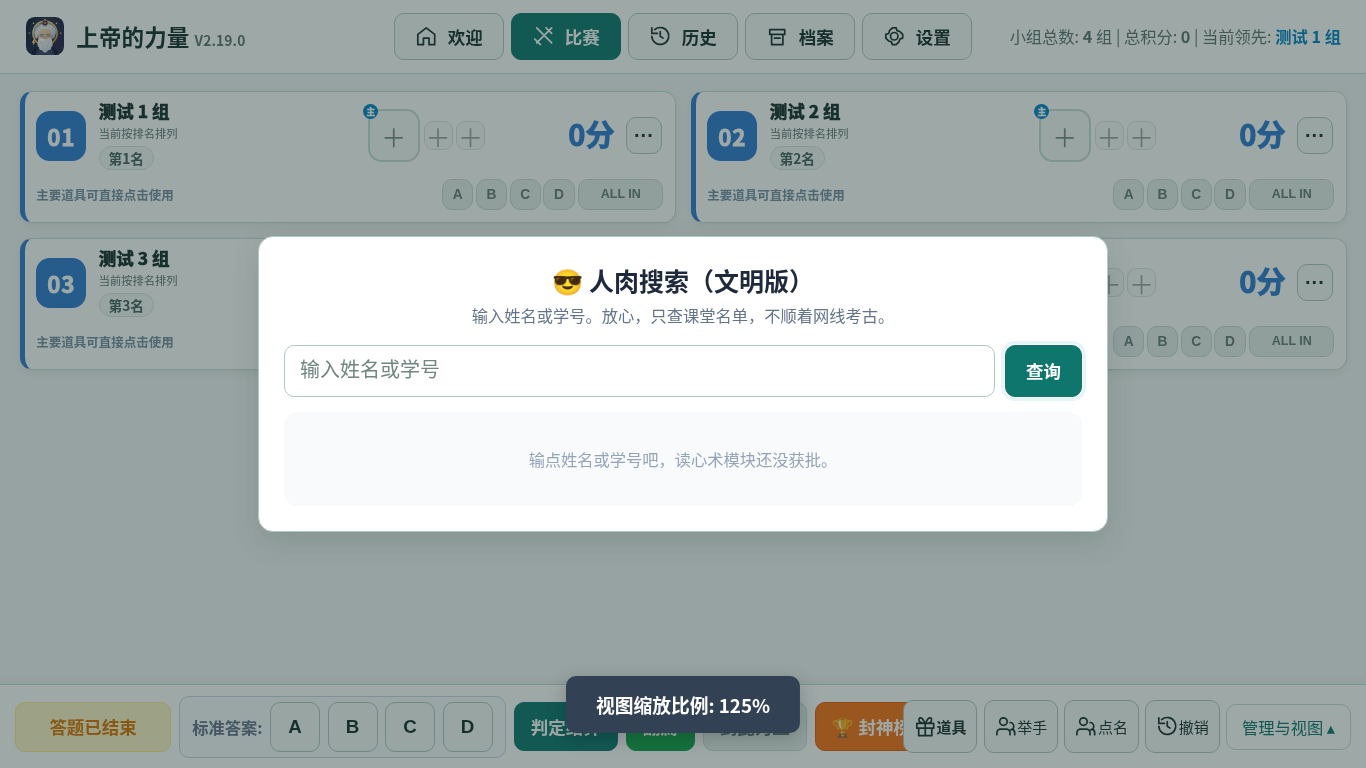 上帝的力量 V2.19.0
欢迎
比赛
历史
档案
设置
小组总数: 4 组 | 总积分: 0 | 当前领先: 测试 1 组
01
测试 1 组
当前按排名排列
第1名
主
0分
...
主要道具可直接点击使用
A
B
C
D
ALL IN
02
测试 2 组
当前按排名排列
第2名
主
0分
...
主要道具可直接点击使用
A
B
C
D
ALL IN
03
测试 3 组
当前按排名排列
第3名
主要道具可直接点击使用
0分
...
A
B
C
D
ALL IN
😎 人肉搜索（文明版）
输入姓名或学号。放心，只查课堂名单，不顺着网线考古。
输入姓名或学号
查询
输点姓名或学号吧，读心术模块还没获批。
视图缩放比例: 125%
答题已结束
标准答案:
A
B
C
D
判定
🏆 封神榜
道具
举手
点名
撤销
管理与视图 ▴